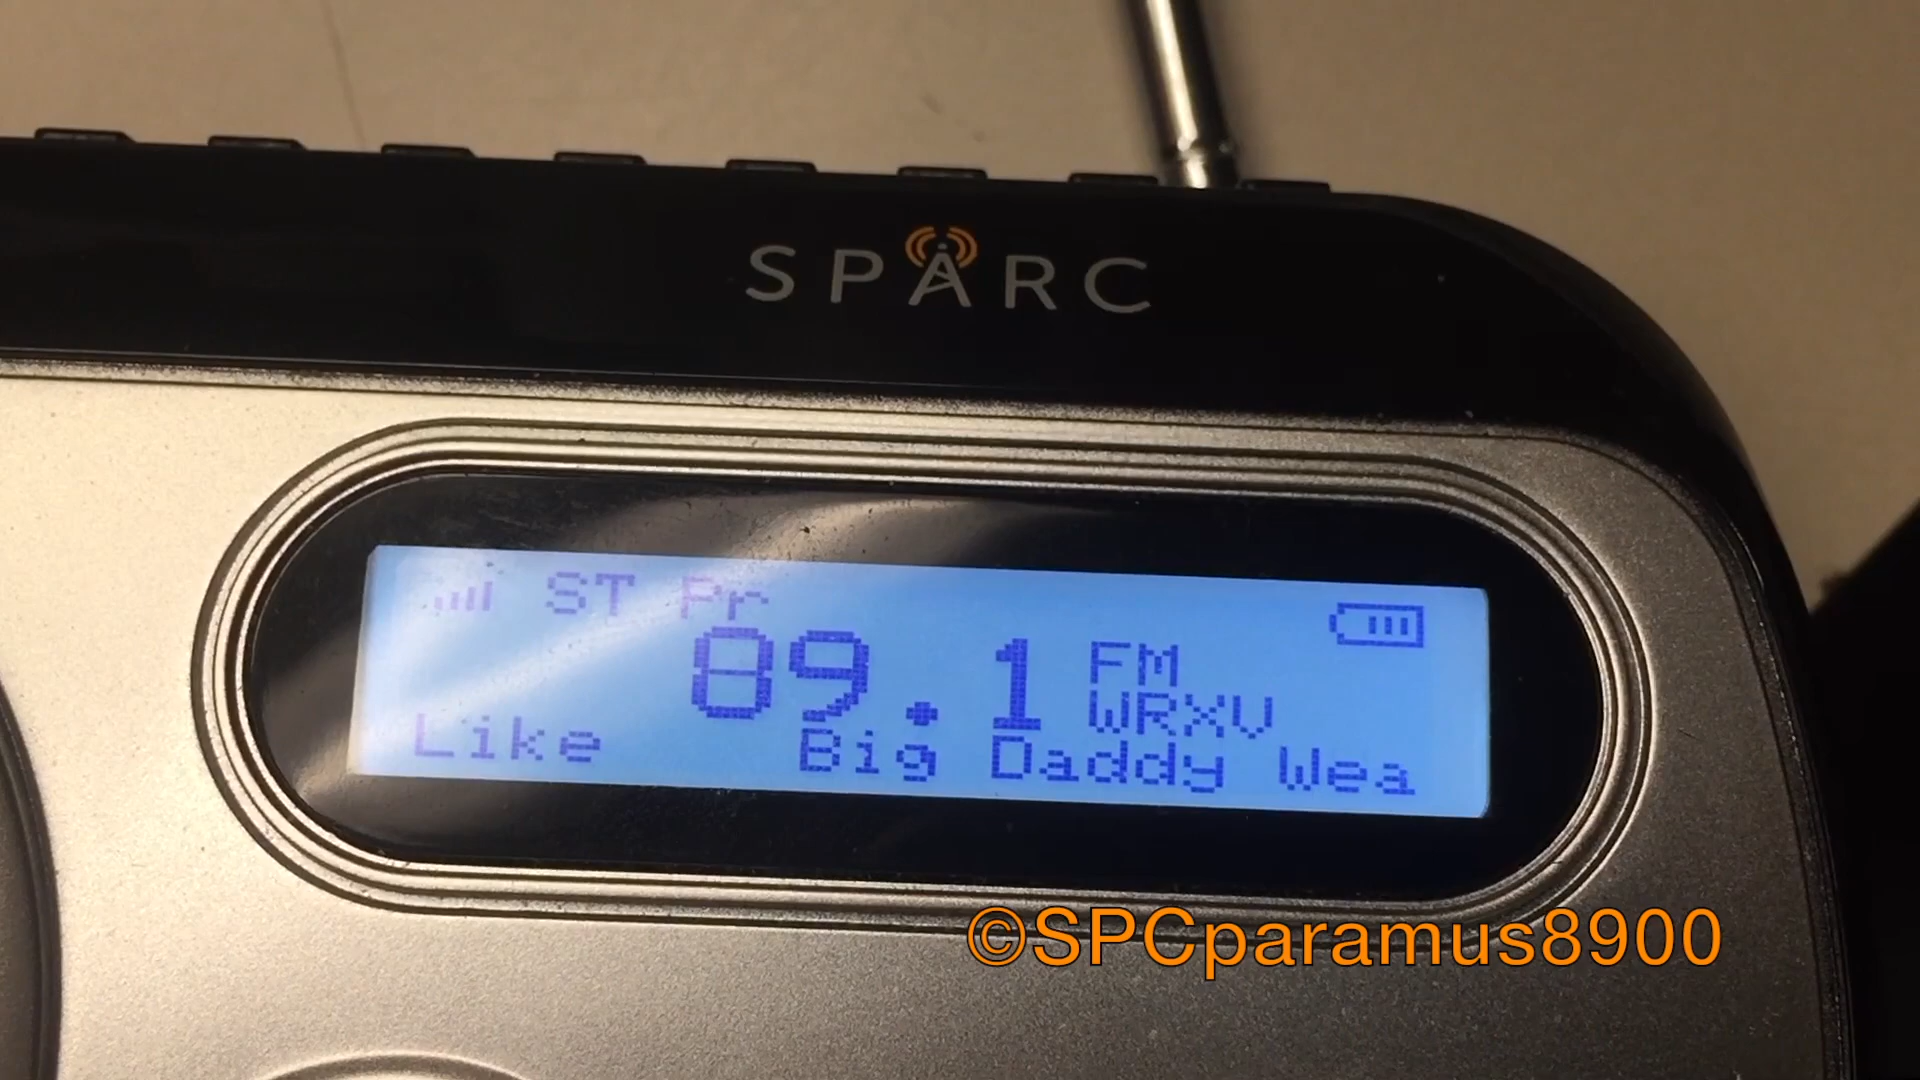 SPARC
ST Pr
89.1 FM
WRXV
Like Big Daddy Wea
©SPCparamus8900